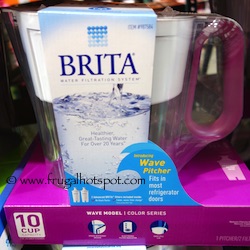 BRITA
WATER FILTRATION SYSTEM
Healthier,
Great-Tasting Water
For Over 20 Years*
Introducing
Wave
Pitcher
Fits in
most
refrigerator
doors
© www.frugalhotspot.com
10
CUP
WAVE MODEL | COLOR SERIES